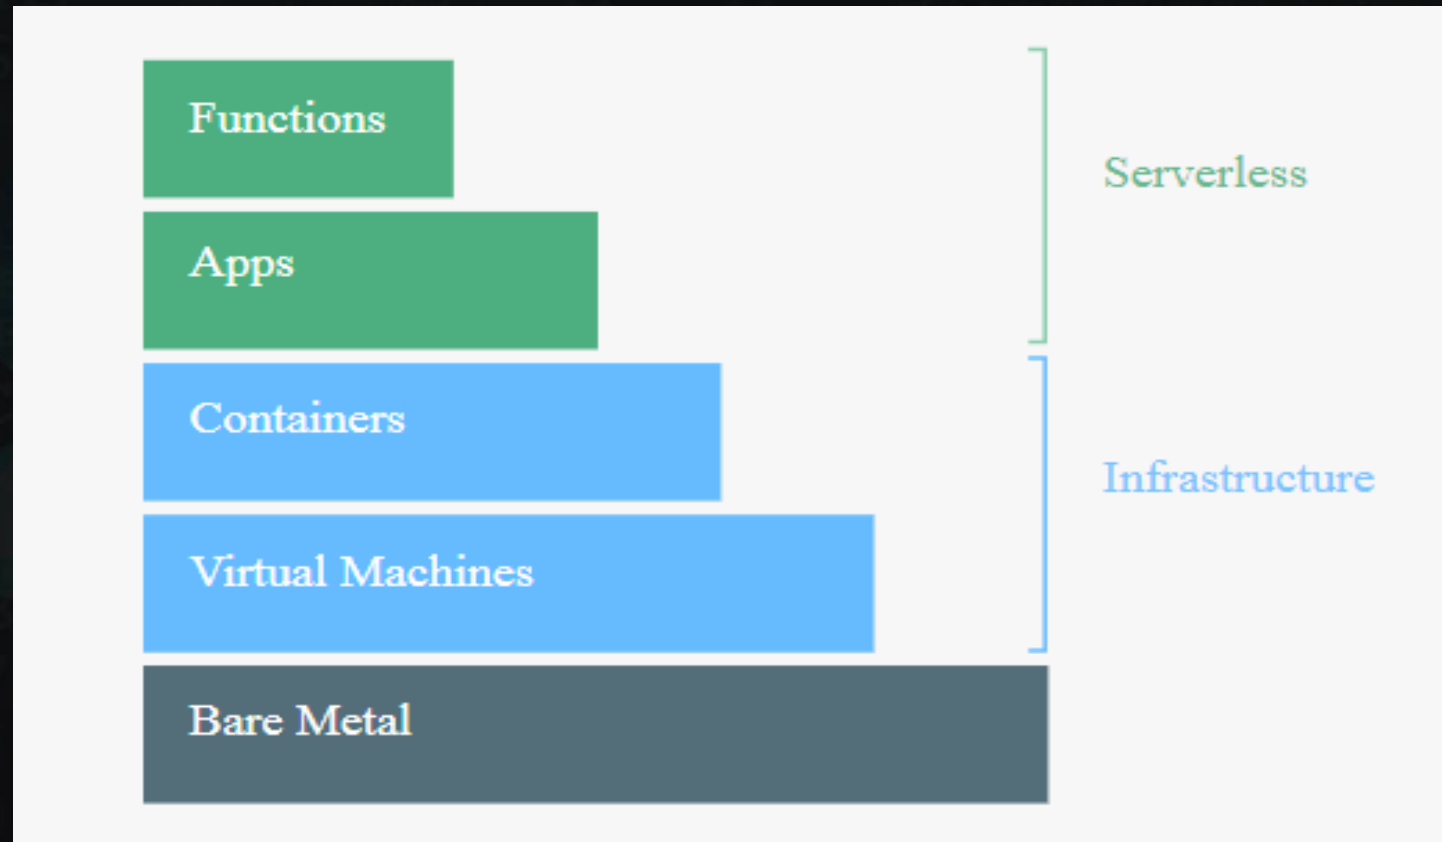 Functions
Serverless
Apps
Containers
Infrastructure
Virtual Machines
Bare Metal